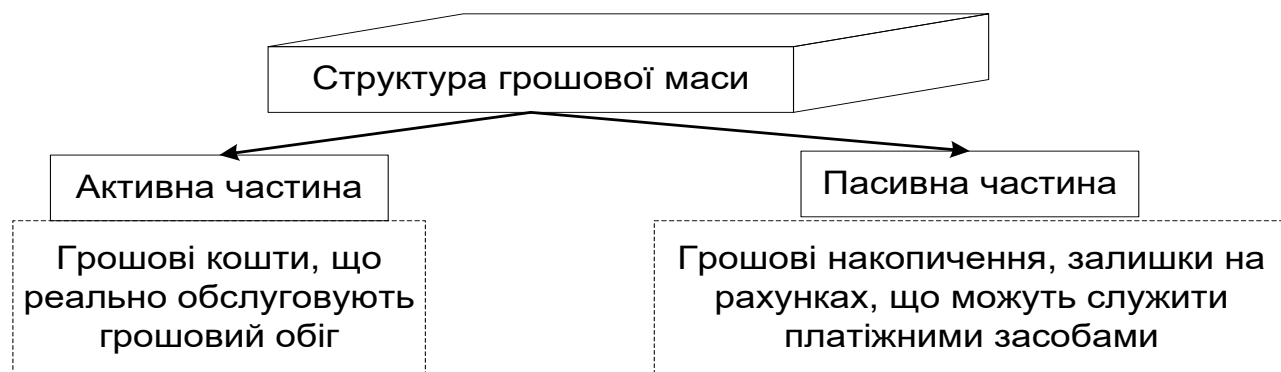 Структура грошової маси
Активна частина
Грошові кошти, що
реально обслуговують
грошовий обіг
Пасивна частина
Грошові накопичення, залишки на
рахунках, що можуть служити
платіжними засобами